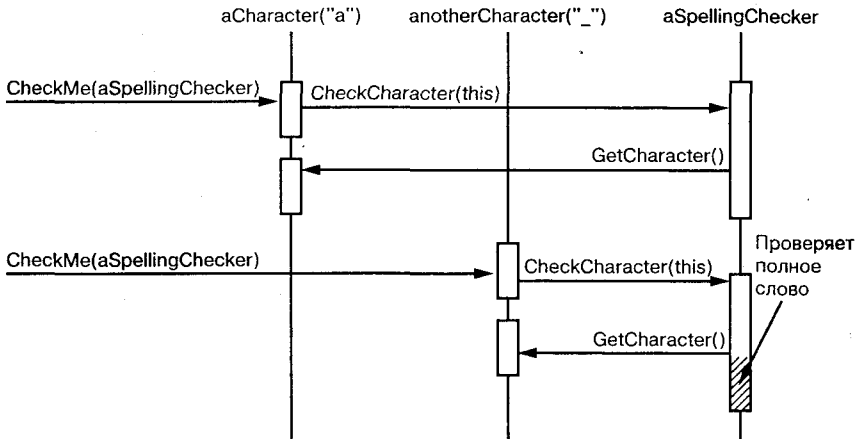 aCharacter("a") anotherCharacter("_") aSpellingChecker
CheckMe(aSpellingChecker) CheckCharacter(this)
GetCharacter()
CheckMe(aSpellingChecker)
CheckCharacter(this)
Проверяет
полное
слово
GetCharacter()